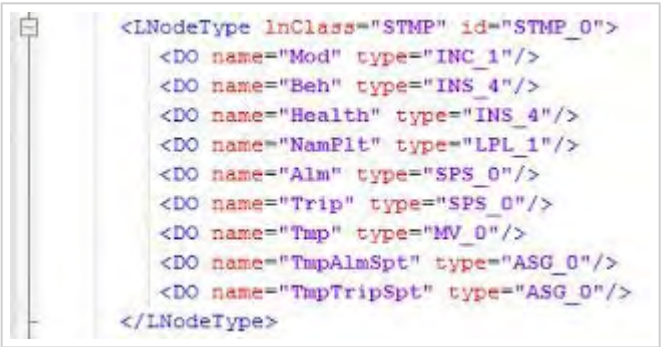 <LNodeType lnClass="STMP" id="STMP_0">
<DO name="Mod" type="INC_1"/>
<DO name="Beh" type="INS_4"/>
<DO name="Health" type="INS_4"/>
<DO name="NamPlt" type="LPL_1"/>
<DO name="Alm" type="SPS_0"/>
<DO name="Trip" type="SPS_0"/>
<DO name="Tmp" type="MV_0"/>
<DO name="TmpAlmSpt" type="ASG_0"/>
<DO name="TmpTripSpt" type="ASG_0"/>
</LNodeType>